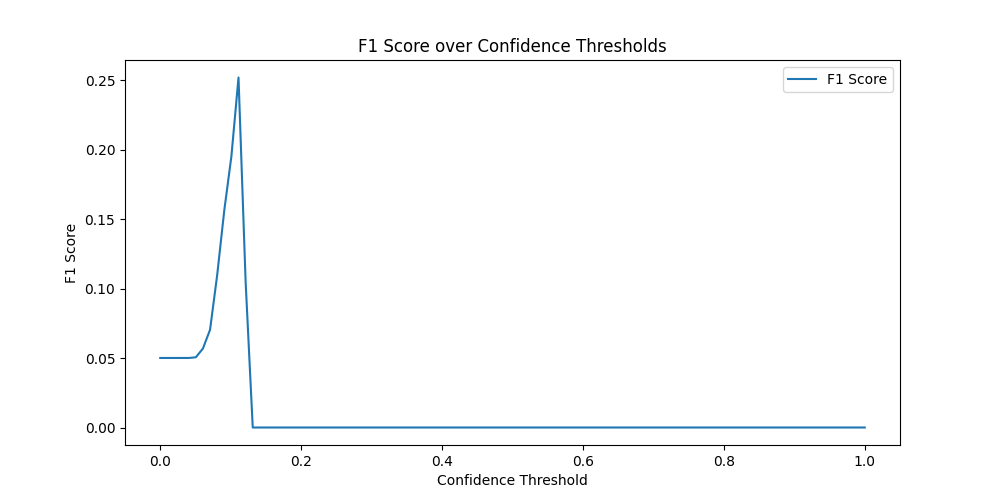 F1 Score over Confidence Thresholds
F1 Score
0.25
0.20
0.15
0.10
0.05
0.00
F1 Score
0.0 0.2 0.4 0.6 0.8 1.0
Confidence Threshold